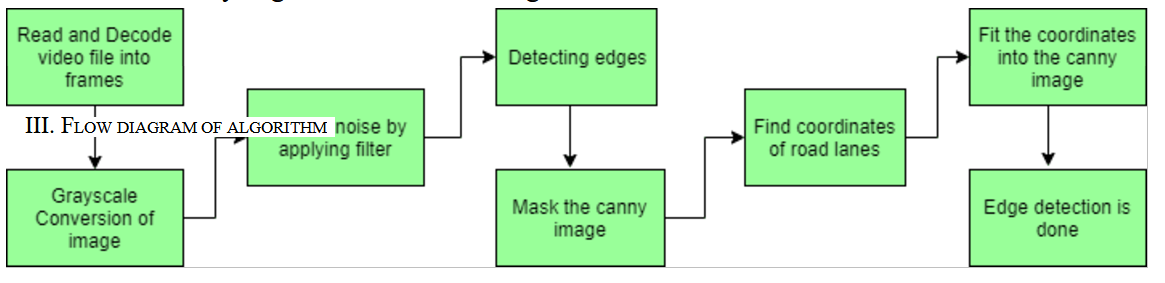 Read and Decode
video file into
frames
III. FLOW DIAGRAM OF ALGORITHM
Grayscale
Conversion of
image
noise by
applying filter
Detecting edges
Mask the canny
image
Find coordinates
of road lanes
Fit the coordinates
into the canny
image
Edge detection is
done